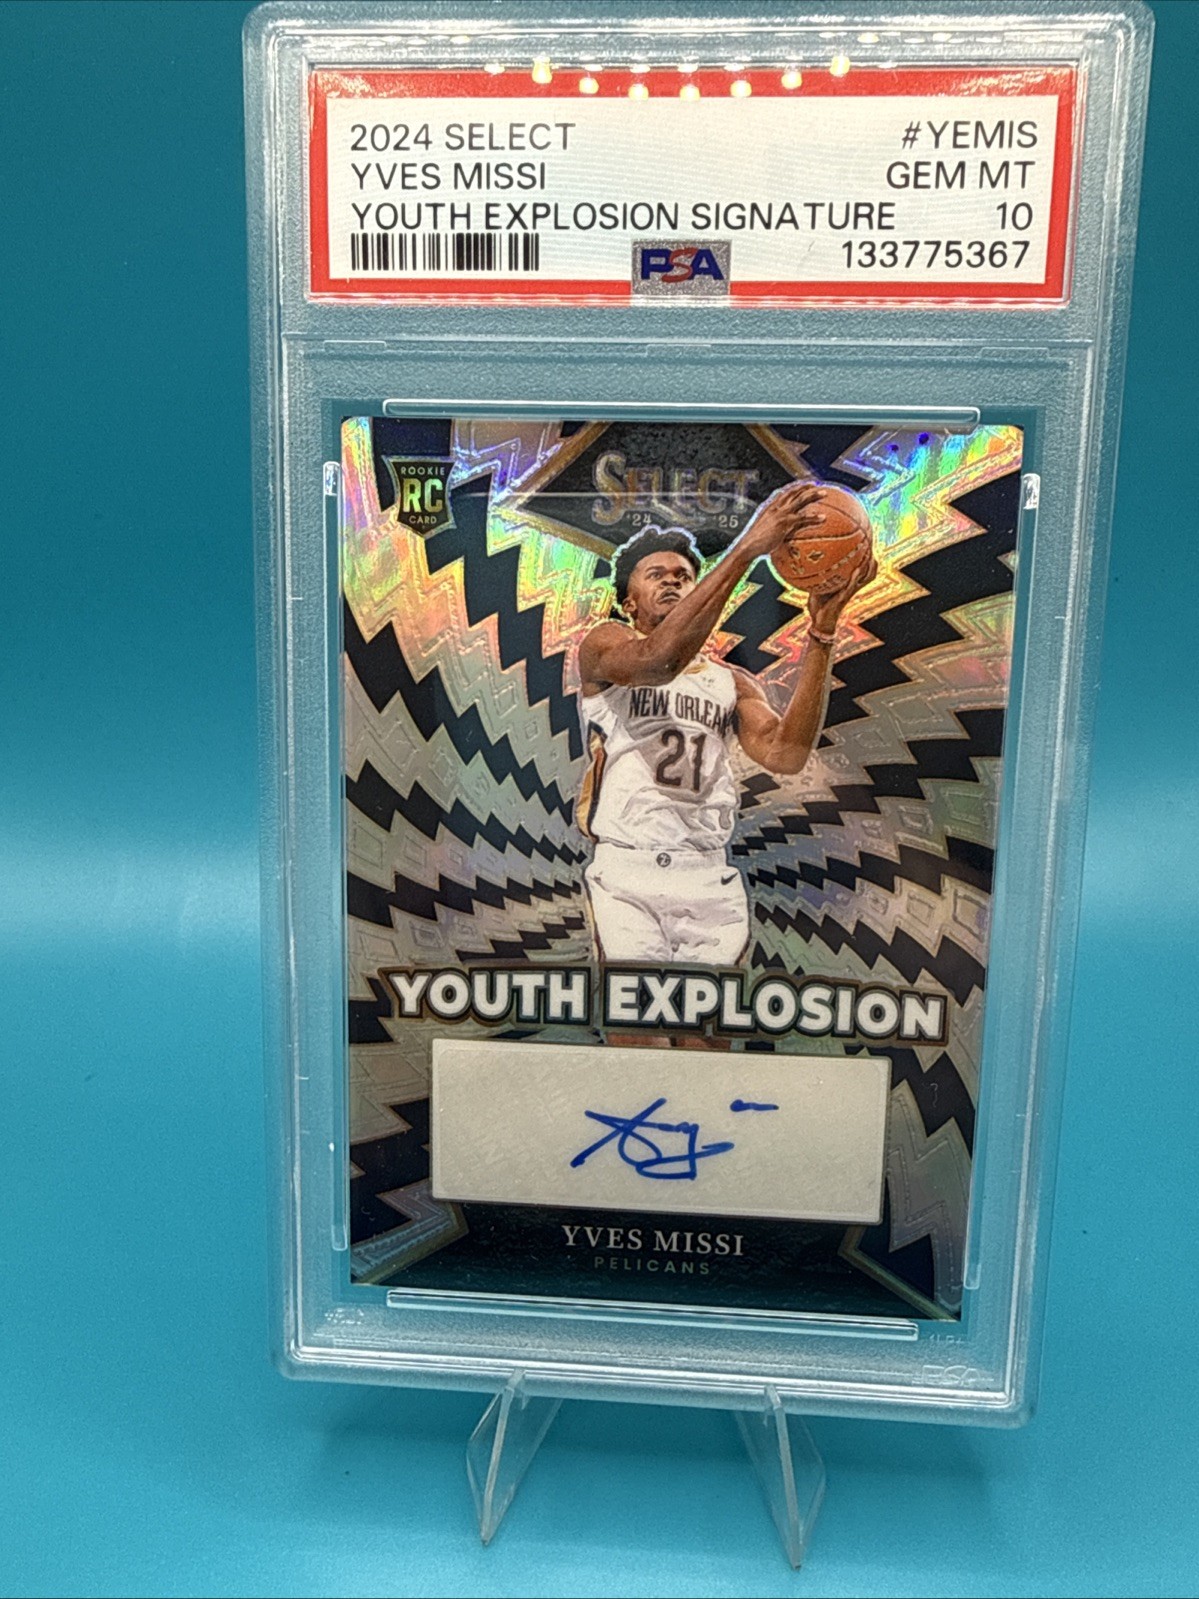 2024 SELECT #YEMIS
YVES MISSI GEM MT
YOUTH EXPLOSION SIGNATURE 10
PSA 133775367
ROOKIE
RC
CARD
SELECT
'24 '25
NEW ORLEAN
21
YOUTH EXPLOSION
YVES MISSI
PELICANS